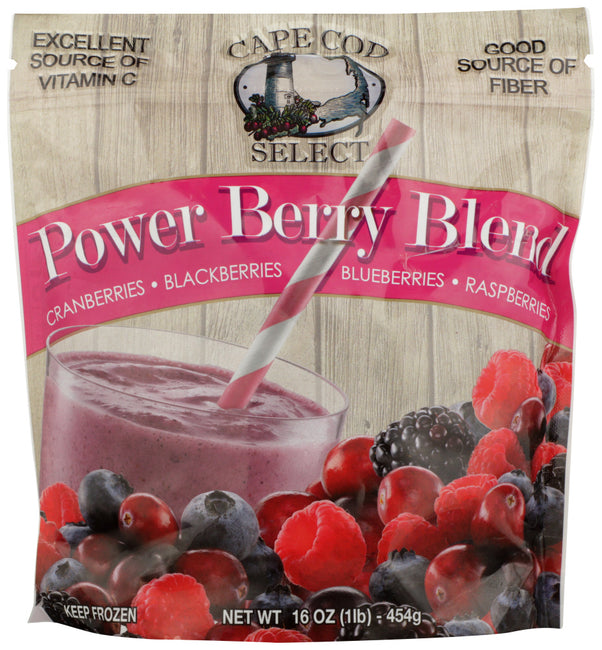 EXCELLENT
SOURCE OF
VITAMIN C
CAPE COD
SELECT
GOOD
SOURCE OF
FIBER
Power Berry Blend
CRANBERRIES • BLACKBERRIES
BLUEBERRIES • RASPBERRIES
KEEP FROZEN
NET WT 16 OZ (1lb) - 454g